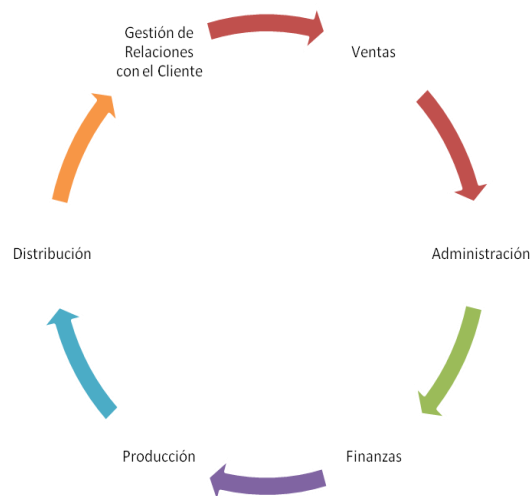 Gestión de
Relaciones
con el Cliente
Ventas
Administración
Finanzas
Producción
Distribución